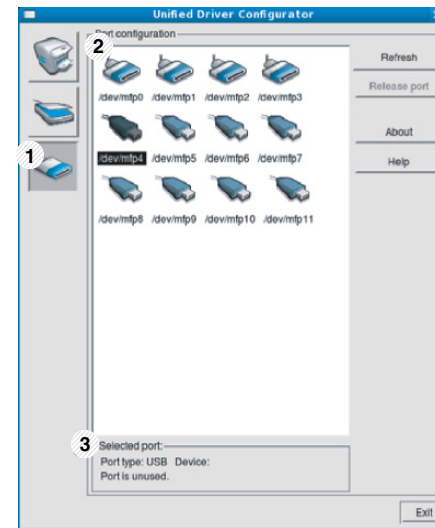 Unified Driver Configurator
2
Port configuration
/dev/mfp0 /dev/mfp1 /dev/mfp2 /dev/mfp3
/dev/mfp4 /dev/mfp5 /dev/mfp6 /dev/mfp7
/dev/mfp8 /dev/mfp9 /dev/mfp10 /dev/mfp11
Refresh
Release port
About
Help
1
3
Selected port:
Port type: USB Device:
Port is unused.
Exit